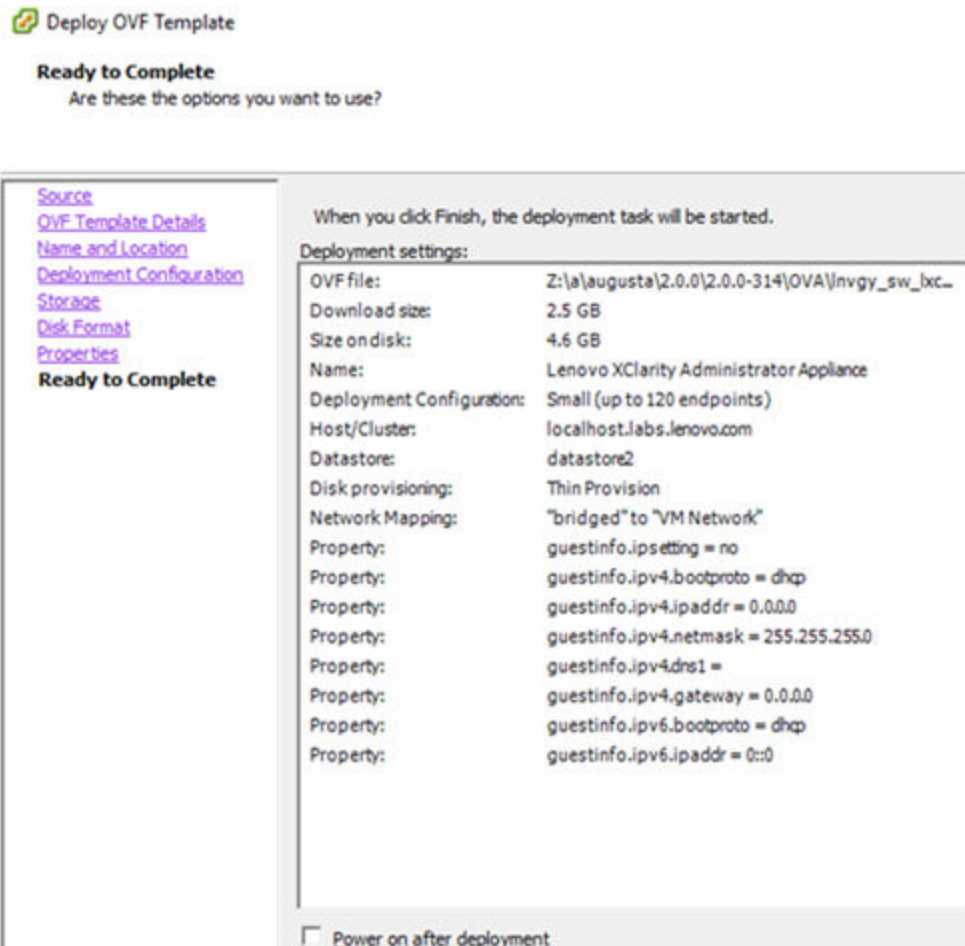 Deploy OVF Template
Ready to Complete
Are these the options you want to use?
Source
OVF Template Details
Name and Location
Deployment Configuration
Storage
Disk Format
Properties
Ready to Complete
When you click Finish, the deployment task will be started.
Deployment settings:
OVF file: Z:\a\augusta\2.0.0\2.0.0-314\OVA\lnvgy_sw_lxc...
Download size: 2.5 GB
Size on disk: 4.6 GB
Name: Lenovo XClarity Administrator Appliance
Deployment Configuration: Small (up to 120 endpoints)
Host/Cluster: localhost.labs.lenovo.com
Datastore: datastore2
Disk provisioning: Thin Provision
Network Mapping: "bridged" to "VM Network"
Property: guestinfo.ipsetting = no
Property: guestinfo.ipv4.bootproto = dhcp
Property: guestinfo.ipv4.ipaddr = 0.0.0.0
Property: guestinfo.ipv4.netmask = 255.255.255.0
Property: guestinfo.ipv4.dns1 =
Property: guestinfo.ipv4.gateway = 0.0.0.0
Property: guestinfo.ipv6.bootproto = dhcp
Property: guestinfo.ipv6.ipaddr = 0::0
Power on after deployment